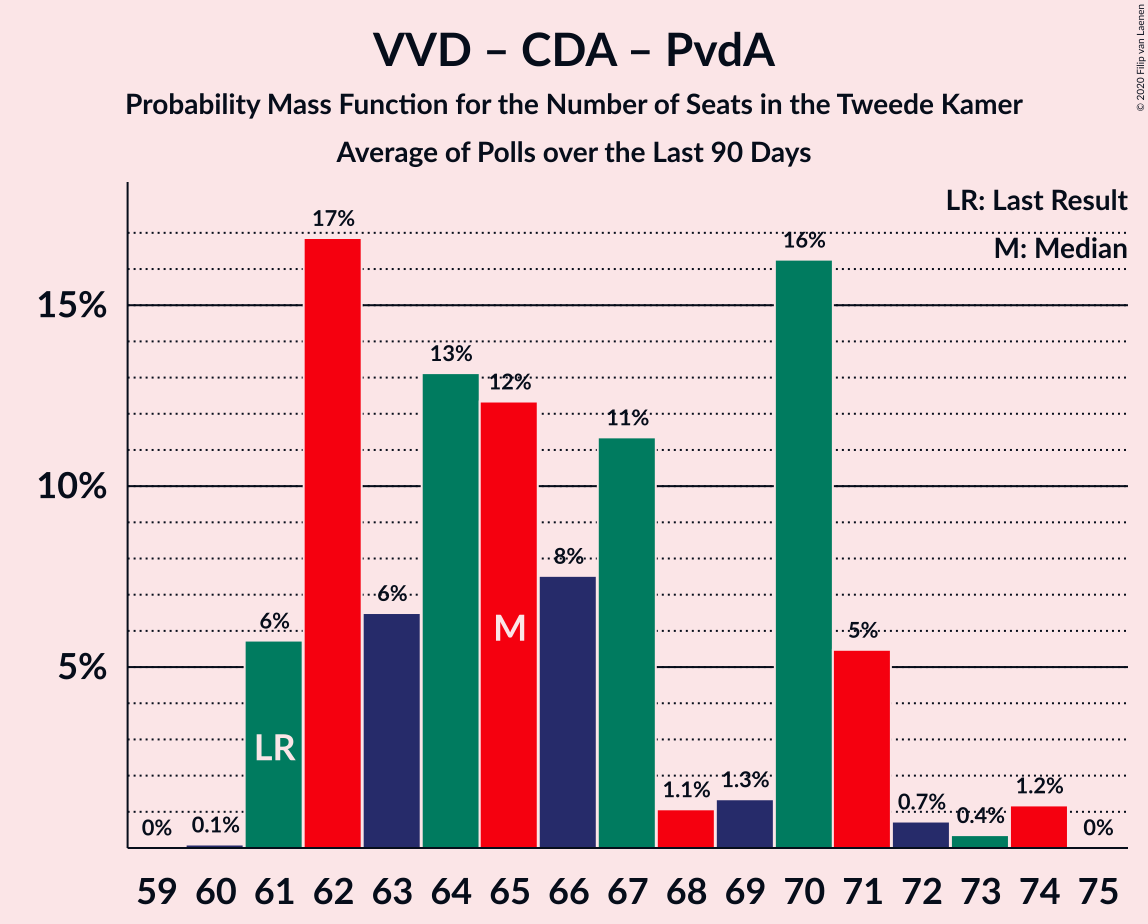 VVD – CDA – PvdA
Probability Mass Function for the Number of Seats in the Tweede Kamer
Average of Polls over the Last 90 Days
© 2020 Filip van Laenen
LR: Last Result
M: Median
15%
10%
5%
0%
0.1%
6%
17%
6%
13%
12%
8%
11%
1.1%
1.3%
16%
5%
0.7%
0.4%
1.2%
0%
LR
M
59 60 61 62 63 64 65 66 67 68 69 70 71 72 73 74 75